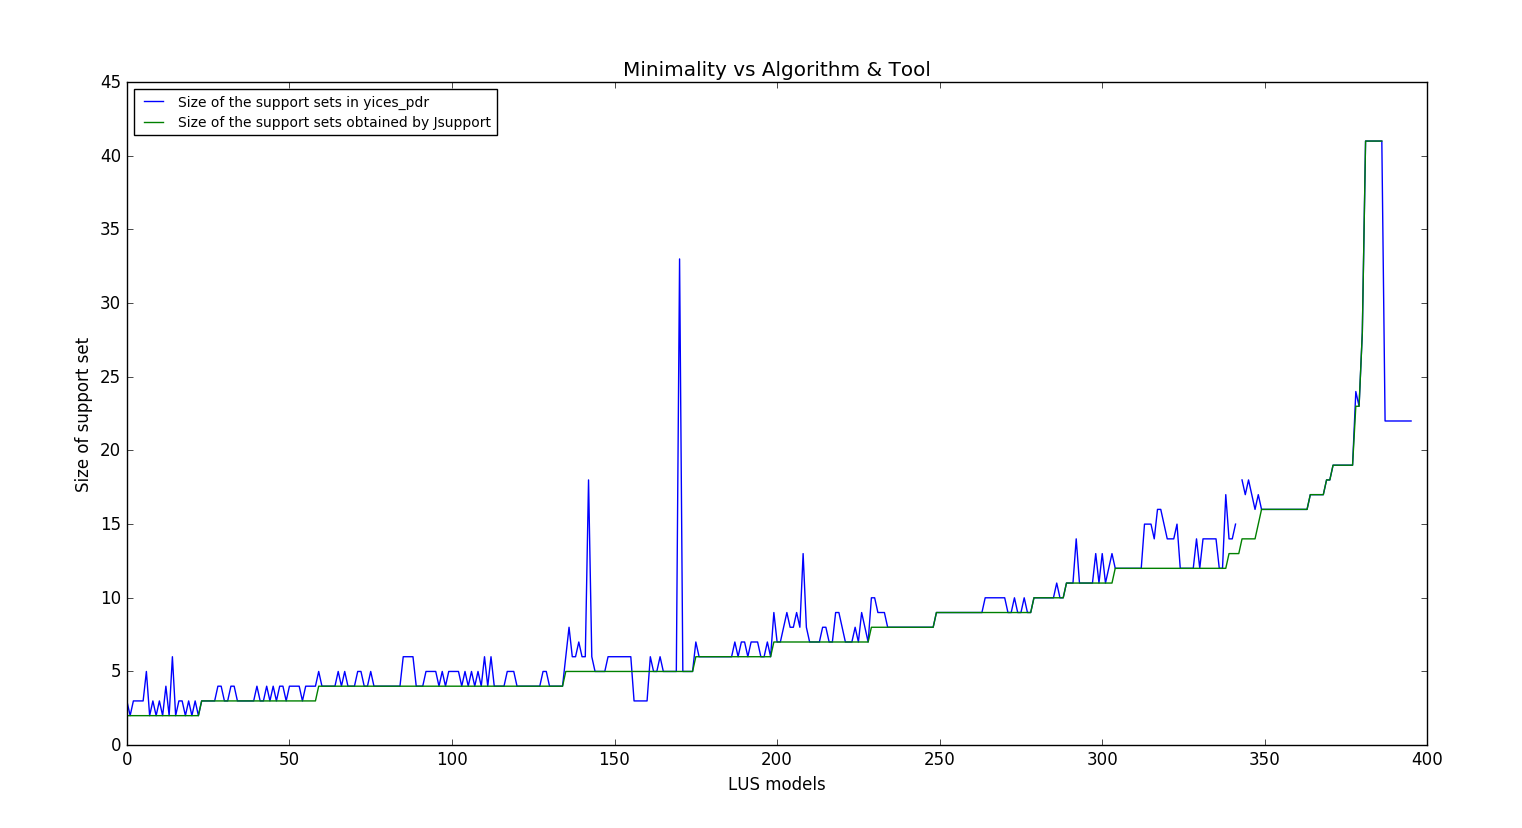 Minimality vs Algorithm & Tool
Size of the support sets in yices_pdr
Size of the support sets obtained by Jsupport
45
40
35
30
25
20
15
10
5
0
Size of support set
0 50 100 150 200 250 300 350 400
LUS models